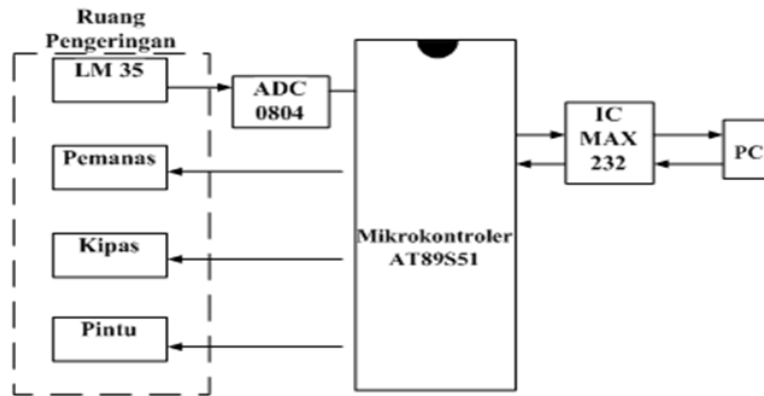 Ruang
Pengeringan
LM 35
ADC
0804
Pemanas
Kipas
Pintu
Mikrokontroler
AT89S51
IC
MAX
232
PC